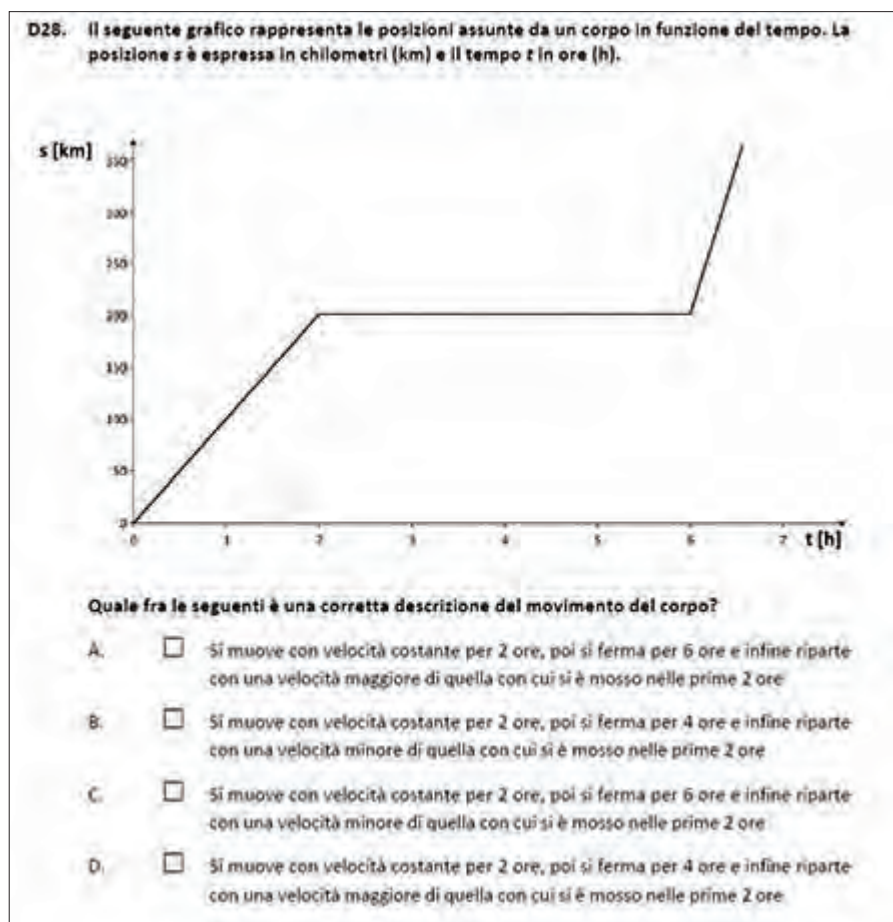 D28. Il seguente grafico rappresenta le posizioni assunte da un corpo in funzione del tempo. La
posizione s è espressa in chilometri (km) e il tempo t in ore (h).
s [km]
350
300
250
200
150
100
50
0
0 1 2 3 4 5 6 7 t [h]
Quale fra le seguenti è una corretta descrizione del movimento del corpo?
A. Si muove con velocità costante per 2 ore, poi si ferma per 6 ore e infine riparte
con una velocità maggiore di quella con cui si è mosso nelle prime 2 ore
B. Si muove con velocità costante per 2 ore, poi si ferma per 4 ore e infine riparte
con una velocità minore di quella con cui si è mosso nelle prime 2 ore
C. Si muove con velocità costante per 2 ore, poi si ferma per 6 ore e infine riparte
con una velocità minore di quella con cui si è mosso nelle prime 2 ore
D. Si muove con velocità costante per 2 ore, poi si ferma per 4 ore e infine riparte
con una velocità maggiore di quella con cui si è mosso nelle prime 2 ore